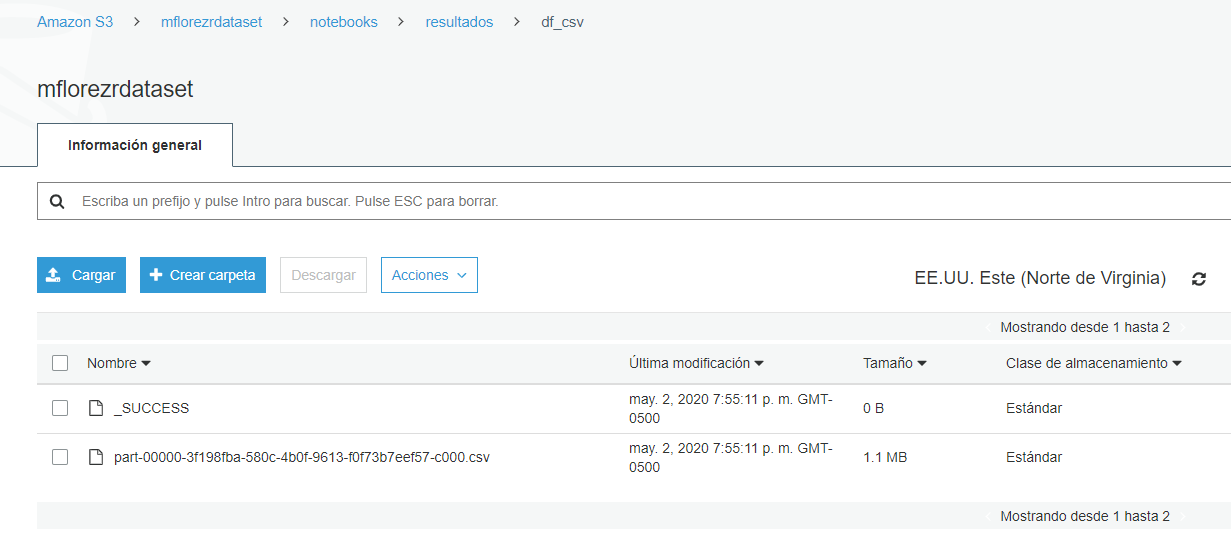 Amazon S3 > mflorezrdataset > notebooks > resultados > df_csv
mflorezrdataset
Información general
Escriba un prefijo y pulse Intro para buscar. Pulse ESC para borrar.
Cargar Crear carpeta Descargar Acciones EE.UU. Este (Norte de Virginia)
Mostrando desde 1 hasta 2
Nombre Última modificación Tamaño Clase de almacenamiento
_SUCCESS may. 2, 2020 7:55:11 p. m. GMT-0500 0 B Estándar
part-00000-3f198fba-580c-4b0f-9613-f0f73b7eef57-c000.csv may. 2, 2020 7:55:11 p. m. GMT-0500 1.1 MB Estándar
Mostrando desde 1 hasta 2